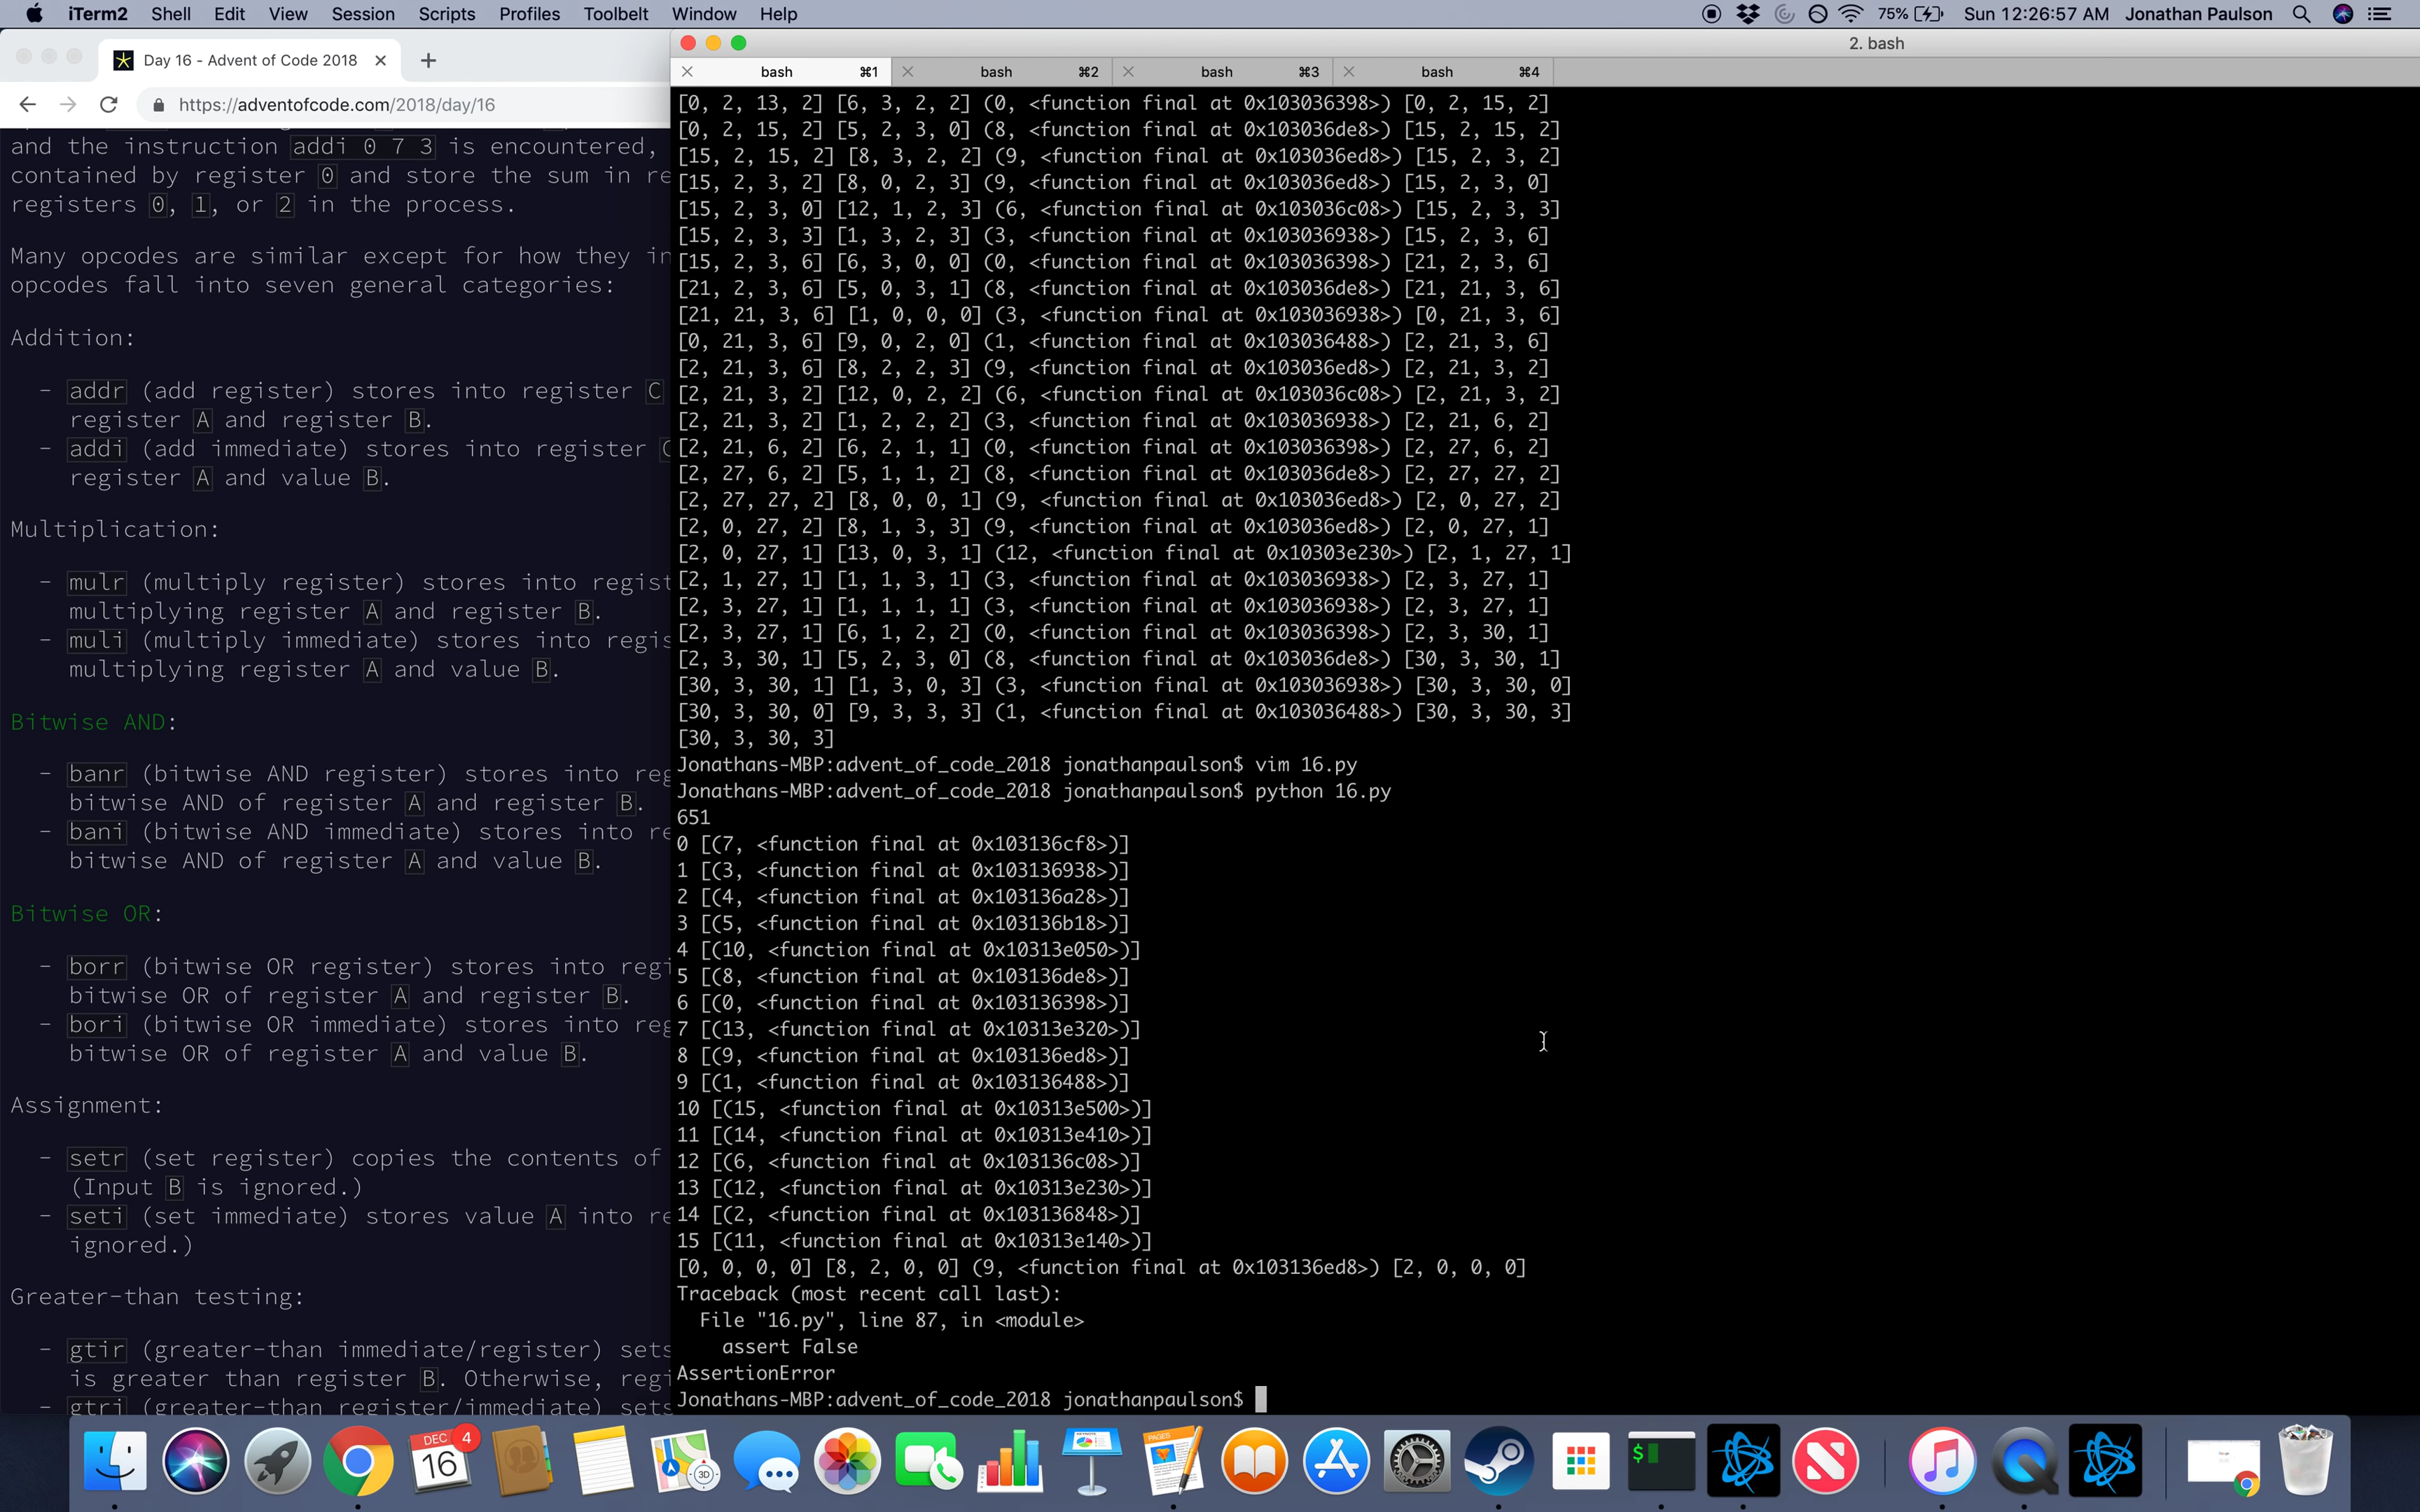 iTerm2 Shell Edit View Session Scripts Profiles Toolbelt Window Help 75% Sun 12:26:57 AM Jonathan Paulson
Day 16 - Advent of Code 2018
https://adventofcode.com/2018/day/16
and the instruction addi 0 7 3 is encountered,
contained by register 0 and store the sum in re
registers 0, 1, or 2 in the process.
Many opcodes are similar except for how they in
opcodes fall into seven general categories:
Addition:
- addr (add register) stores into register C
register A and register B.
- addi (add immediate) stores into register C
register A and value B.
Multiplication:
- mulr (multiply register) stores into regist
multiplying register A and register B.
- muli (multiply immediate) stores into regis
multiplying register A and value B.
Bitwise AND:
- banr (bitwise AND register) stores into reg
bitwise AND of register A and register B.
- bani (bitwise AND immediate) stores into re
bitwise AND of register A and value B.
Bitwise OR:
- borr (bitwise OR register) stores into regi
bitwise OR of register A and register B.
- bori (bitwise OR immediate) stores into reg
bitwise OR of register A and value B.
Assignment:
- setr (set register) copies the contents of
(Input B is ignored.)
- seti (set immediate) stores value A into re
ignored.)
Greater-than testing:
- gtir (greater-than immediate/register) sets
is greater than register B. Otherwise, regi
- gtri (greater-than register/immediate) sets
2. bash
bash ⌘1 bash ⌘2 bash ⌘3 bash ⌘4
[0, 2, 13, 2] [6, 3, 2, 2] (0, <function final at 0x103036398>) [0, 2, 15, 2]
[0, 2, 15, 2] [5, 2, 3, 0] (8, <function final at 0x103036de8>) [15, 2, 15, 2]
[15, 2, 15, 2] [8, 3, 2, 2] (9, <function final at 0x103036ed8>) [15, 2, 3, 2]
[15, 2, 3, 2] [8, 0, 2, 3] (9, <function final at 0x103036ed8>) [15, 2, 3, 0]
[15, 2, 3, 0] [12, 1, 2, 3] (6, <function final at 0x103036c08>) [15, 2, 3, 3]
[15, 2, 3, 3] [1, 3, 2, 3] (3, <function final at 0x103036938>) [15, 2, 3, 6]
[15, 2, 3, 6] [6, 3, 0, 0] (0, <function final at 0x103036398>) [21, 2, 3, 6]
[21, 2, 3, 6] [5, 0, 3, 1] (8, <function final at 0x103036de8>) [21, 21, 3, 6]
[21, 21, 3, 6] [1, 0, 0, 0] (3, <function final at 0x103036938>) [0, 21, 3, 6]
[0, 21, 3, 6] [9, 0, 2, 0] (1, <function final at 0x103036488>) [2, 21, 3, 6]
[2, 21, 3, 6] [8, 2, 2, 3] (9, <function final at 0x103036ed8>) [2, 21, 3, 2]
[2, 21, 3, 2] [12, 0, 2, 2] (6, <function final at 0x103036c08>) [2, 21, 3, 2]
[2, 21, 3, 2] [1, 2, 2, 2] (3, <function final at 0x103036938>) [2, 21, 6, 2]
[2, 21, 6, 2] [6, 2, 1, 1] (0, <function final at 0x103036398>) [2, 27, 6, 2]
[2, 27, 6, 2] [5, 1, 1, 2] (8, <function final at 0x103036de8>) [2, 27, 27, 2]
[2, 27, 27, 2] [8, 0, 0, 1] (9, <function final at 0x103036ed8>) [2, 0, 27, 2]
[2, 0, 27, 2] [8, 1, 3, 3] (9, <function final at 0x103036ed8>) [2, 0, 27, 1]
[2, 0, 27, 1] [13, 0, 3, 1] (12, <function final at 0x10303e230>) [2, 1, 27, 1]
[2, 1, 27, 1] [1, 1, 3, 1] (3, <function final at 0x103036938>) [2, 3, 27, 1]
[2, 3, 27, 1] [1, 1, 1, 1] (3, <function final at 0x103036938>) [2, 3, 27, 1]
[2, 3, 27, 1] [6, 1, 2, 2] (0, <function final at 0x103036398>) [2, 3, 30, 1]
[2, 3, 30, 1] [5, 2, 3, 0] (8, <function final at 0x103036de8>) [30, 3, 30, 1]
[30, 3, 30, 1] [1, 3, 0, 3] (3, <function final at 0x103036938>) [30, 3, 30, 0]
[30, 3, 30, 0] [9, 3, 3, 3] (1, <function final at 0x103036488>) [30, 3, 30, 3]
[30, 3, 30, 3]
Jonathans-MBP:advent_of_code_2018 jonathanpaulson$ vim 16.py
Jonathans-MBP:advent_of_code_2018 jonathanpaulson$ python 16.py
651
0 [(7, <function final at 0x103136cf8>)]
1 [(3, <function final at 0x103136938>)]
2 [(4, <function final at 0x103136a28>)]
3 [(5, <function final at 0x103136b18>)]
4 [(10, <function final at 0x10313e050>)]
5 [(8, <function final at 0x103136de8>)]
6 [(0, <function final at 0x103136398>)]
7 [(13, <function final at 0x10313e320>)]
8 [(9, <function final at 0x103136ed8>)]
9 [(1, <function final at 0x103136488>)]
10 [(15, <function final at 0x10313e500>)]
11 [(14, <function final at 0x10313e410>)]
12 [(6, <function final at 0x103136c08>)]
13 [(12, <function final at 0x10313e230>)]
14 [(2, <function final at 0x103136848>)]
15 [(11, <function final at 0x10313e140>)]
[0, 0, 0, 0] [8, 2, 0, 0] (9, <function final at 0x103136ed8>) [2, 0, 0, 0]
Traceback (most recent call last):
File "16.py", line 87, in <module>
assert False
AssertionError
Jonathans-MBP:advent_of_code_2018 jonathanpaulson$
DEC 4
16
3D
PAGES
$